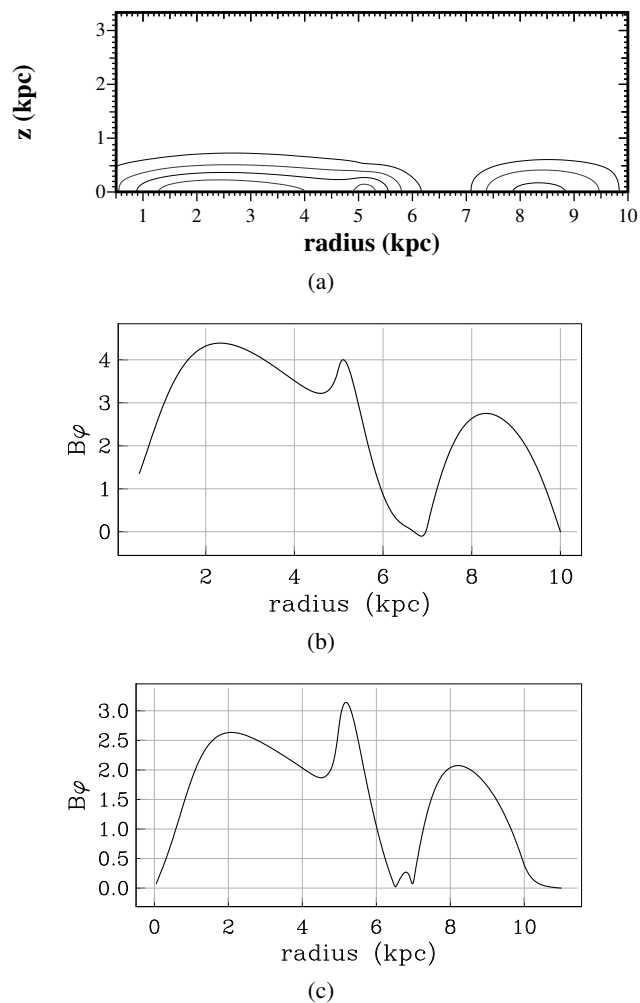 3
2
1
0
z (kpc)
1 2 3 4 5 6 7 8 9 10
radius (kpc)
(a)
4
3
2
1
0
Bφ
2 4 6 8 10
radius (kpc)
(b)
3.0
2.5
2.0
1.5
1.0
0.5
0.0
Bφ
0 2 4 6 8 10
radius (kpc)
(c)